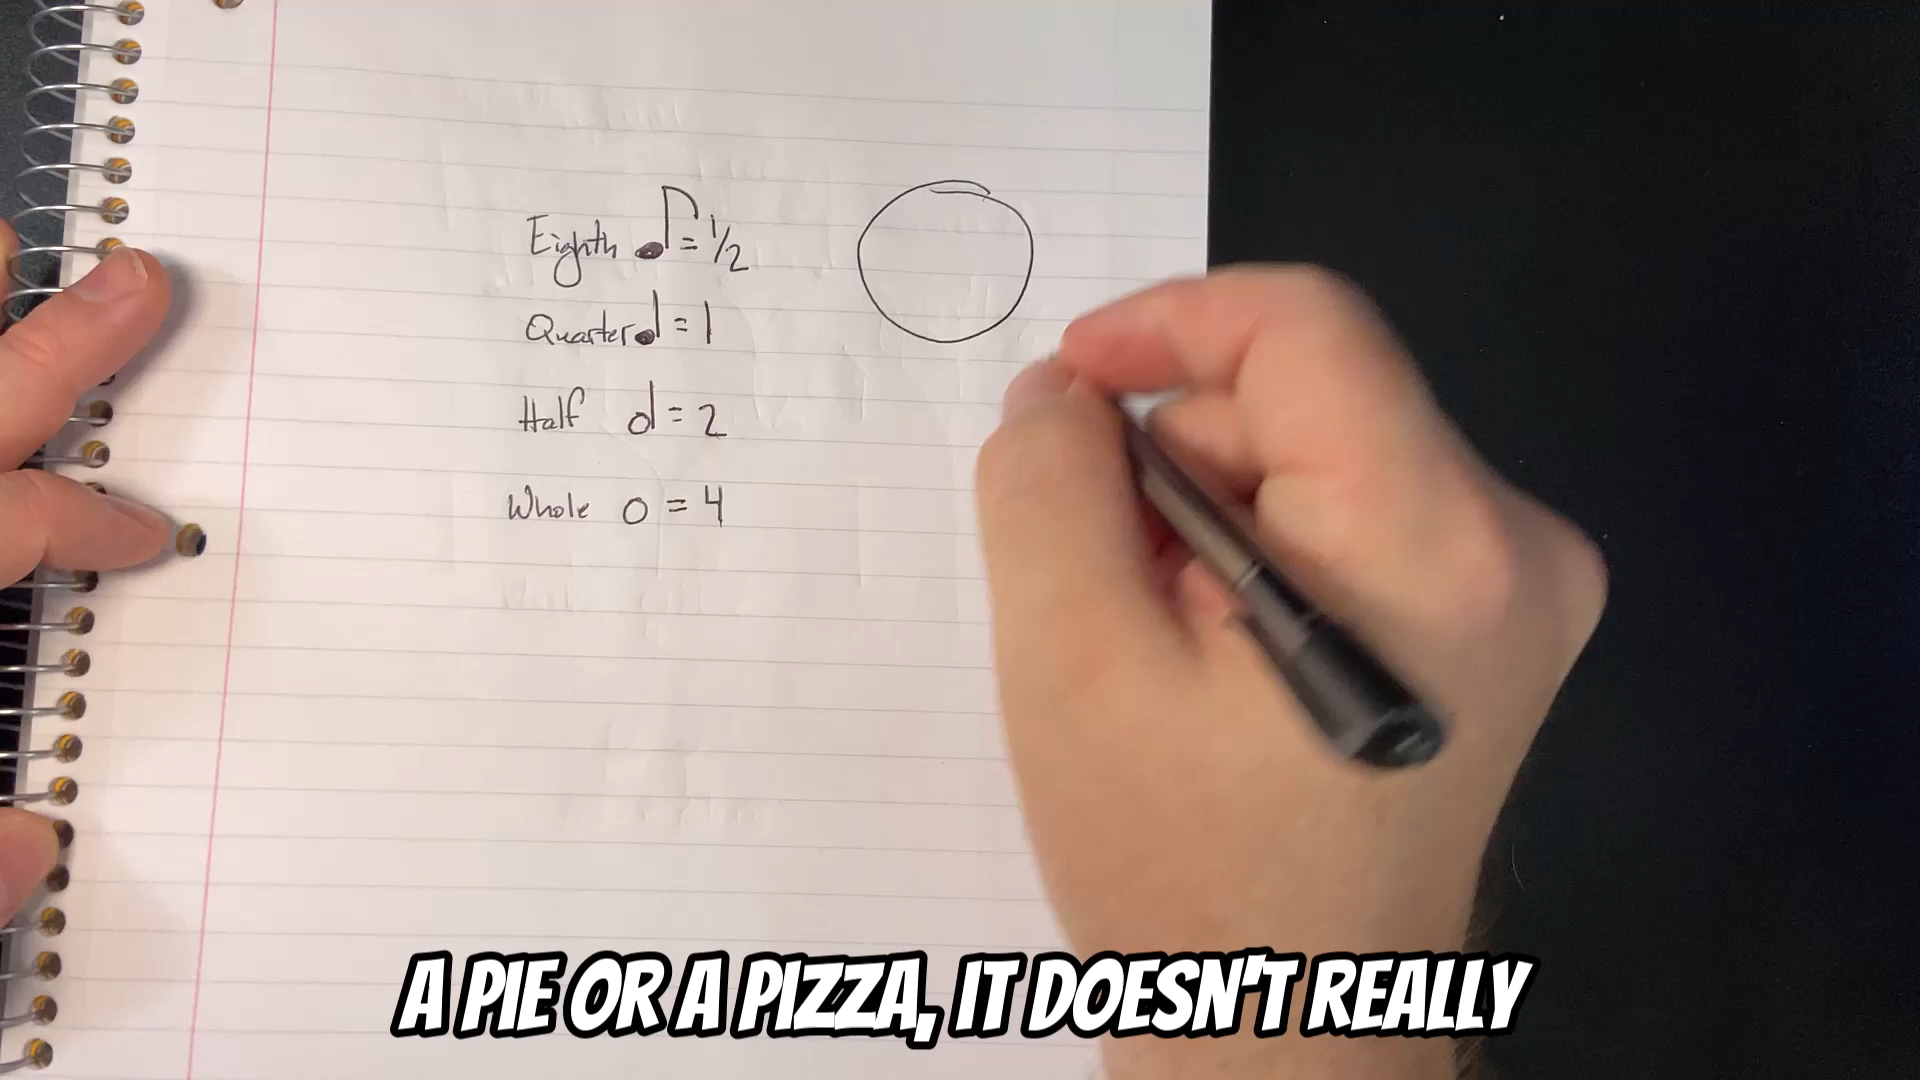 Eighth ♪ = 1/2
Quarter ♩ = 1
Half 𝅗𝅥 = 2
Whole o = 4
A PIE OR A PIZZA, IT DOESN'T REALLY